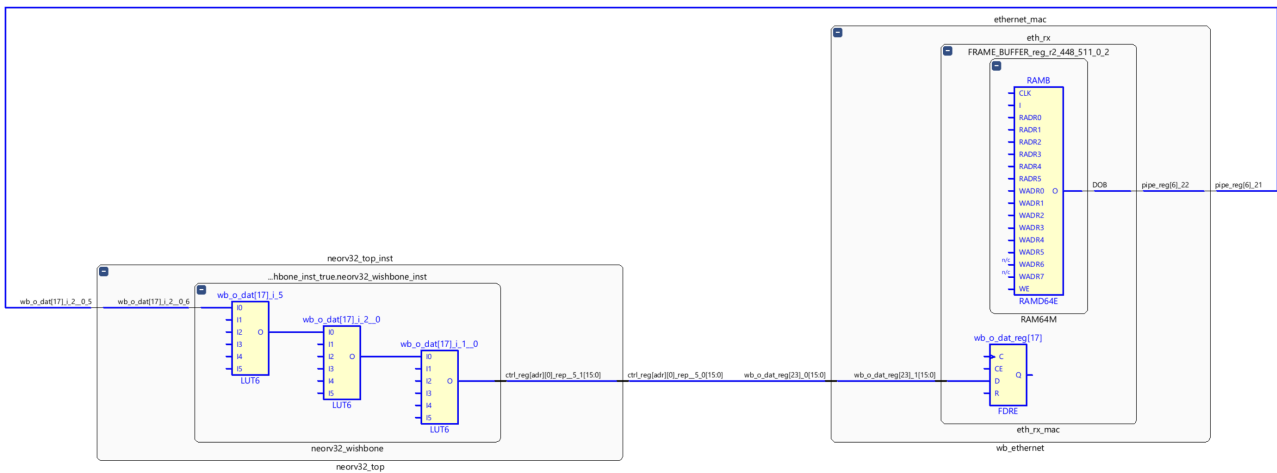 ethernet_mac
eth_rx
FRAME_BUFFER_reg_r2_448_511_0_2
RAMB
CLK
I
RADR0
RADR1
RADR2
RADR3
RADR4
RADR5
WADR0 O
WADR1
WADR2
WADR3
WADR4
WADR5
n/c WADR6
n/c WADR7
WE
RAMD64E
RAM64M
DOB
pipe_reg[6]_22
pipe_reg[6]_21
neorv32_top_inst
...hbone_inst_true.neorv32_wishbone_inst
wb_o_dat[17]_i_2__0_5
wb_o_dat[17]_i_2__0_6
wb_o_dat[17]_i_5
I0
I1
I2 O
I3
I4
I5
LUT6
wb_o_dat[17]_i_2__0
I0
I1
I2 O
I3
I4
I5
LUT6
wb_o_dat[17]_i_1__0
I0
I1
I2 O
I3
I4
I5
LUT6
ctrl_reg[adr][0]_rep__5_1[15:0]
ctrl_reg[adr][0]_rep__5_0[15:0]
wb_o_dat_reg[23]_0[15:0]
wb_o_dat_reg[23]_1[15:0]
wb_o_dat_reg[17]
C
CE
D Q
R
FDRE
eth_rx_mac
wb_ethernet
neorv32_wishbone
neorv32_top